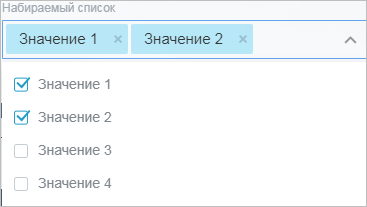 Набираемый список
Значение 1 × Значение 2 ×
Значение 1
Значение 2
Значение 3
Значение 4